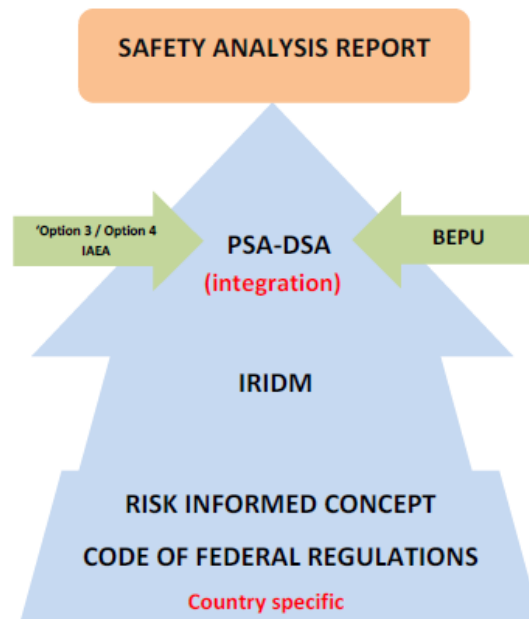 SAFETY ANALYSIS REPORT
'Option 3 / Option 4
IAEA
PSA-DSA
(integration)
BEPU
IRIDM
RISK INFORMED CONCEPT
CODE OF FEDERAL REGULATIONS
Country specific